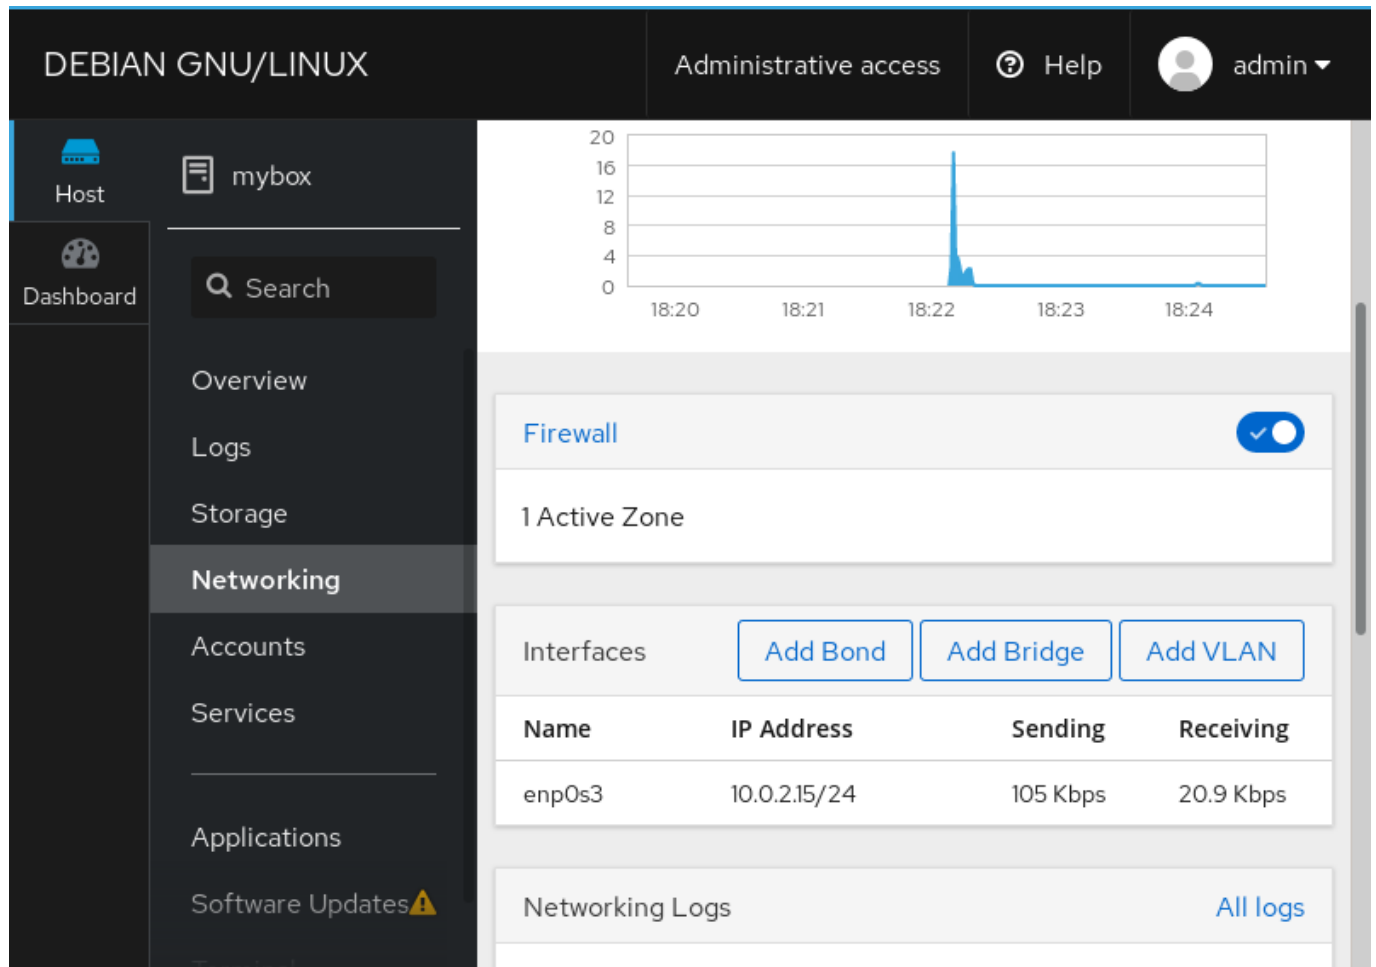 DEBIAN GNU/LINUX
Administrative access
Help
admin
Host
Dashboard
mybox
Search
Overview
Logs
Storage
Networking
Accounts
Services
Applications
Software Updates
20
16
12
8
4
0
18:20 18:21 18:22 18:23 18:24
Firewall
1 Active Zone
Interfaces Add Bond Add Bridge Add VLAN
Name IP Address Sending Receiving
enp0s3 10.0.2.15/24 105 Kbps 20.9 Kbps
Networking Logs All logs